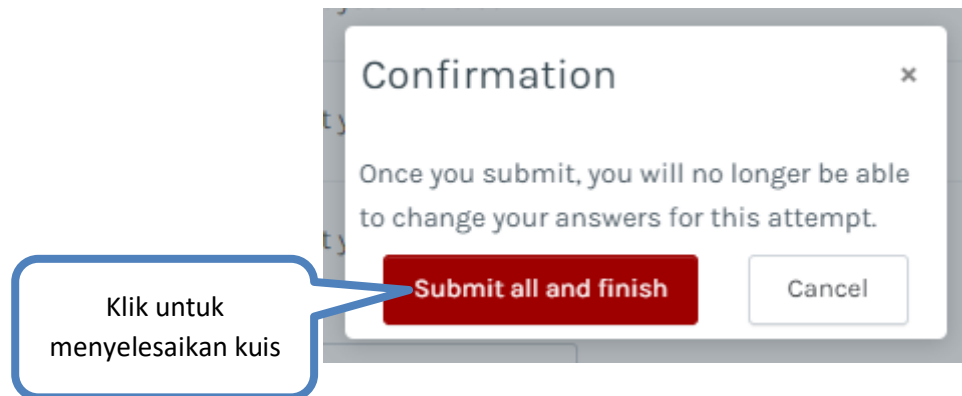 Confirmation ×
Once you submit, you will no longer be able
to change your answers for this attempt.
Submit all and finish
Cancel
Klik untuk
menyelesaikan kuis